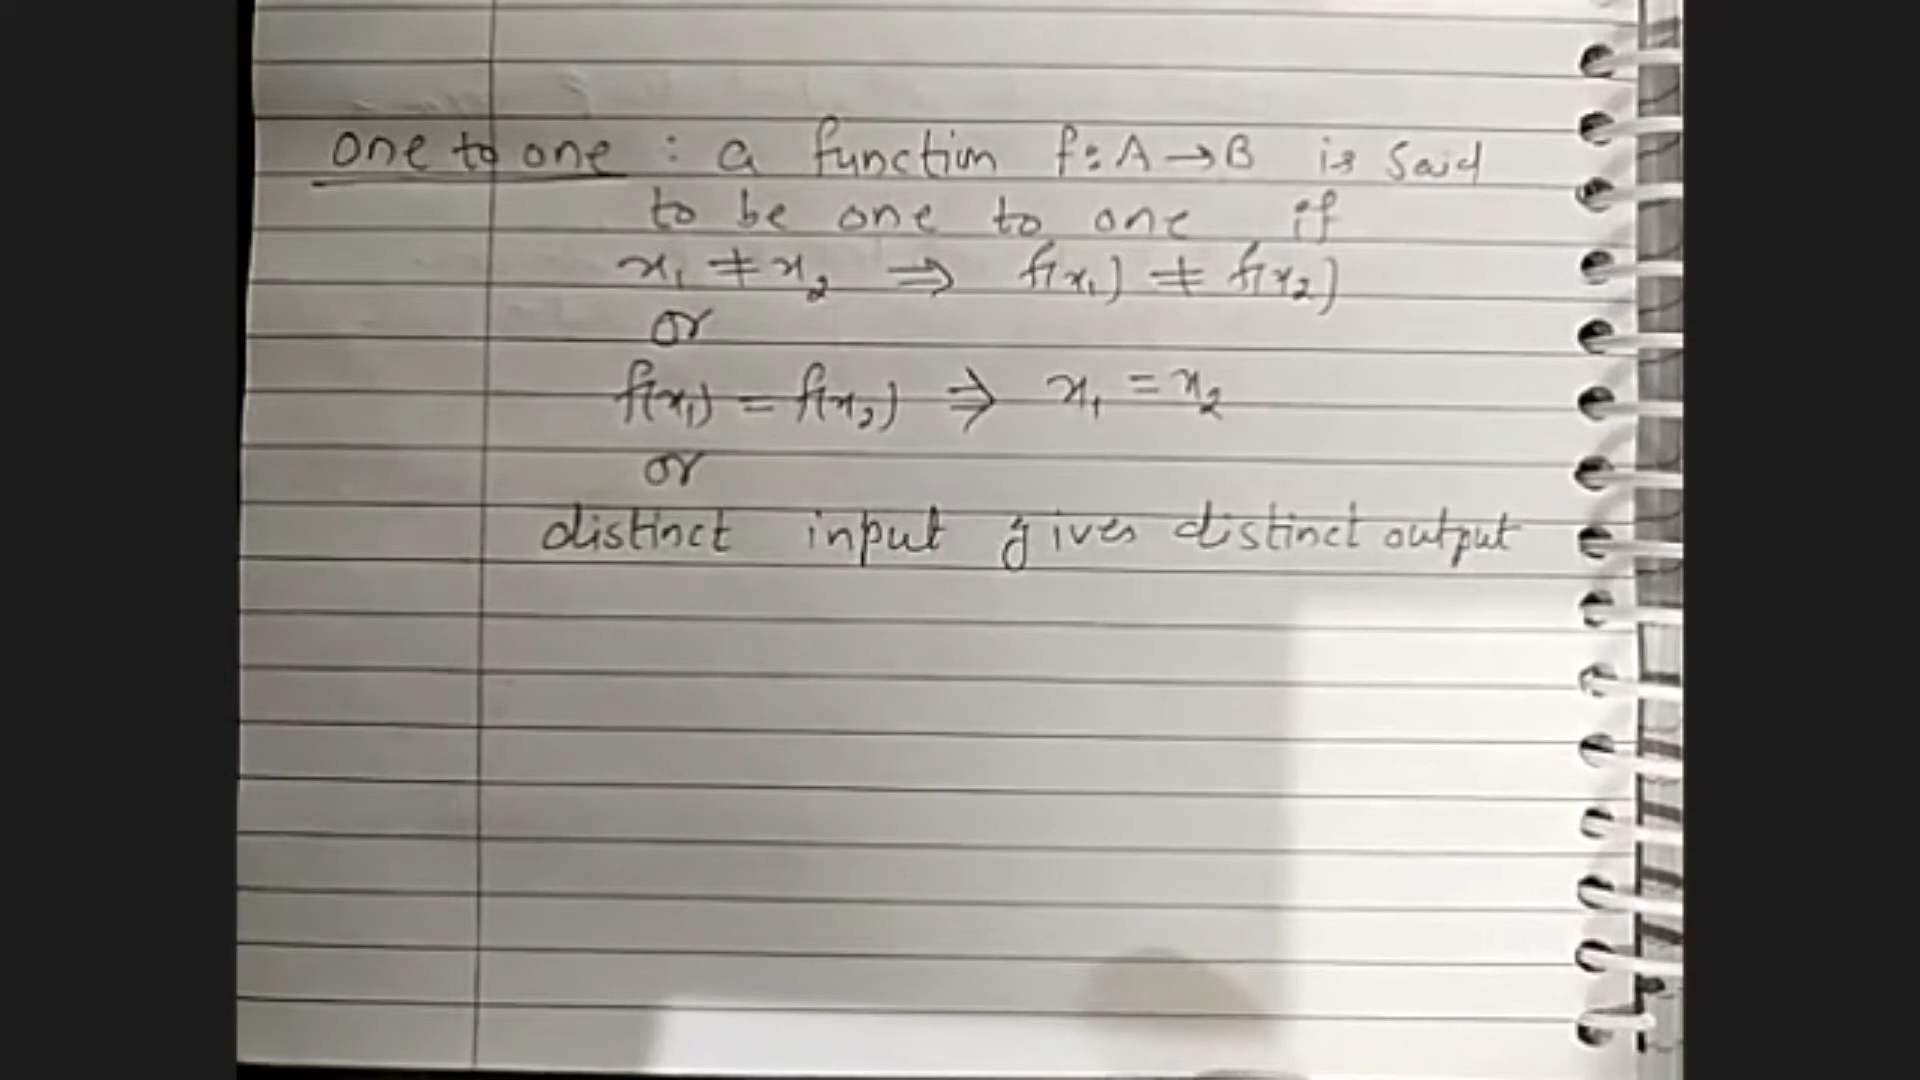 one to one : a function f: A → B is said
to be one to one if
x₁ ≠ x₂ ⇒ f(x₁) ≠ f(x₂)
or
f(x₁) = f(x₂) ⇒ x₁ = x₂
or
distinct input gives distinct output